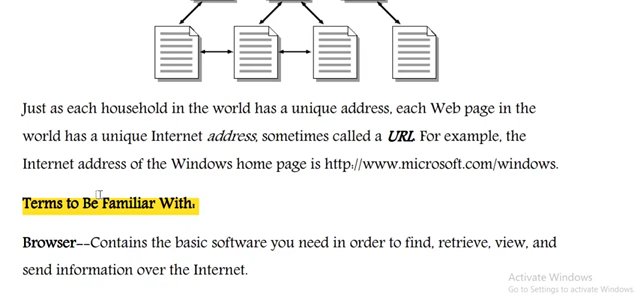 Just as each household in the world has a unique address, each Web page in the
world has a unique Internet address, sometimes called a URL. For example, the
Internet address of the Windows home page is http://www.microsoft.com/windows.
Terms to Be Familiar With:
Browser--Contains the basic software you need in order to find, retrieve, view, and
send information over the Internet.
Activate Windows
Go to Settings to activate Windows.